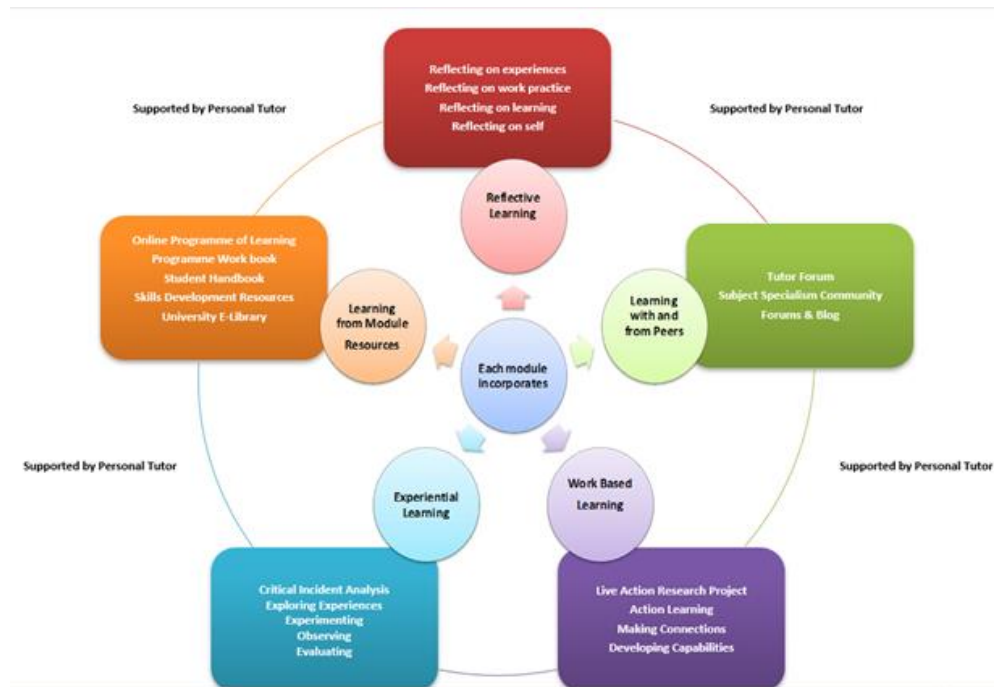 Reflecting on experiences
Reflecting on work practice
Reflecting on learning
Reflecting on self
Supported by Personal Tutor
Supported by Personal Tutor
Reflective
Learning
Online Programme of Learning
Programme Work book
Student Handbook
Skills Development Resources
University E-Library
Learning
from Module
Resources
Learning
with and
from Peers
Tutor Forum
Subject Specialism Community
Forums & Blog
Each module
incorporates
Supported by Personal Tutor
Supported by Personal Tutor
Experiential
Learning
Work Based
Learning
Critical Incident Analysis
Exploring Experiences
Experimenting
Observing
Evaluating
Live Action Research Project
Action Learning
Making Connections
Developing Capabilities